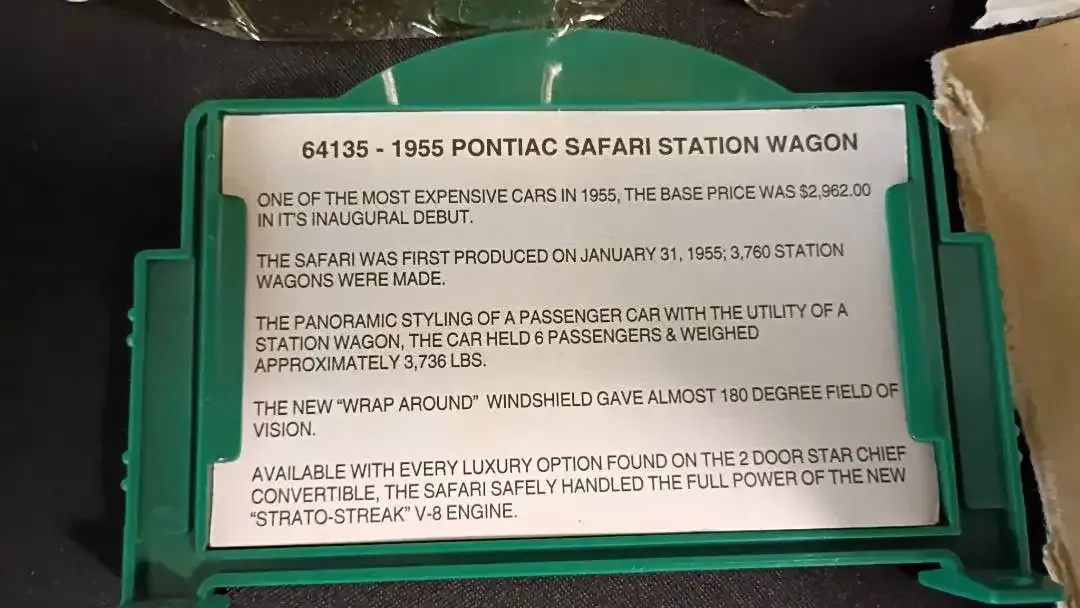 64135 - 1955 PONTIAC SAFARI STATION WAGON
ONE OF THE MOST EXPENSIVE CARS IN 1955, THE BASE PRICE WAS $2,962.00
IN IT'S INAUGURAL DEBUT.
THE SAFARI WAS FIRST PRODUCED ON JANUARY 31, 1955; 3,760 STATION
WAGONS WERE MADE.
THE PANORAMIC STYLING OF A PASSENGER CAR WITH THE UTILITY OF A
STATION WAGON, THE CAR HELD 6 PASSENGERS & WEIGHED
APPROXIMATELY 3,736 LBS.
THE NEW “WRAP AROUND” WINDSHIELD GAVE ALMOST 180 DEGREE FIELD OF
VISION.
AVAILABLE WITH EVERY LUXURY OPTION FOUND ON THE 2 DOOR STAR CHIEF
CONVERTIBLE, THE SAFARI SAFELY HANDLED THE FULL POWER OF THE NEW
“STRATO-STREAK” V-8 ENGINE.